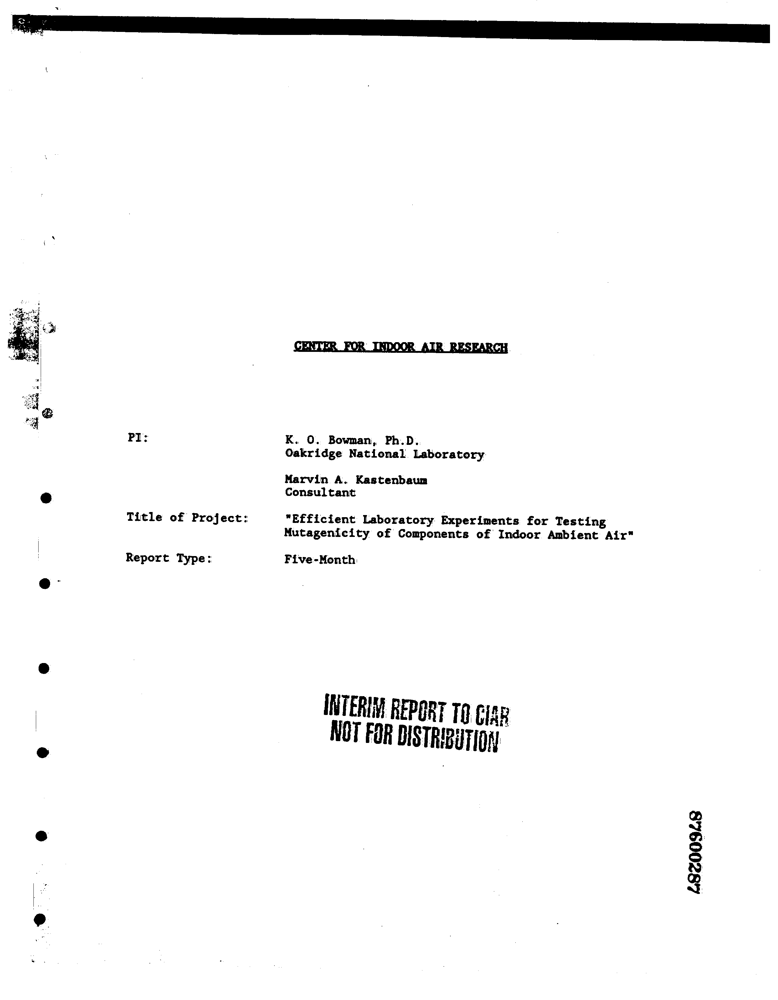 CENTER FOR INDOOR AIR RESEARCH
PI: K. O. Bowman, Ph.D.
Oakridge National Laboratory
Marvin A. Kastenbaum
Consultant
Title of Project: "Efficient Laboratory Experiments for Testing
Mutagenicity of Components of Indoor Ambient Air"
Report Type: Five-Month
INTERIM REPORT TO CIAR
NOT FOR DISTRIBUTION
87600287